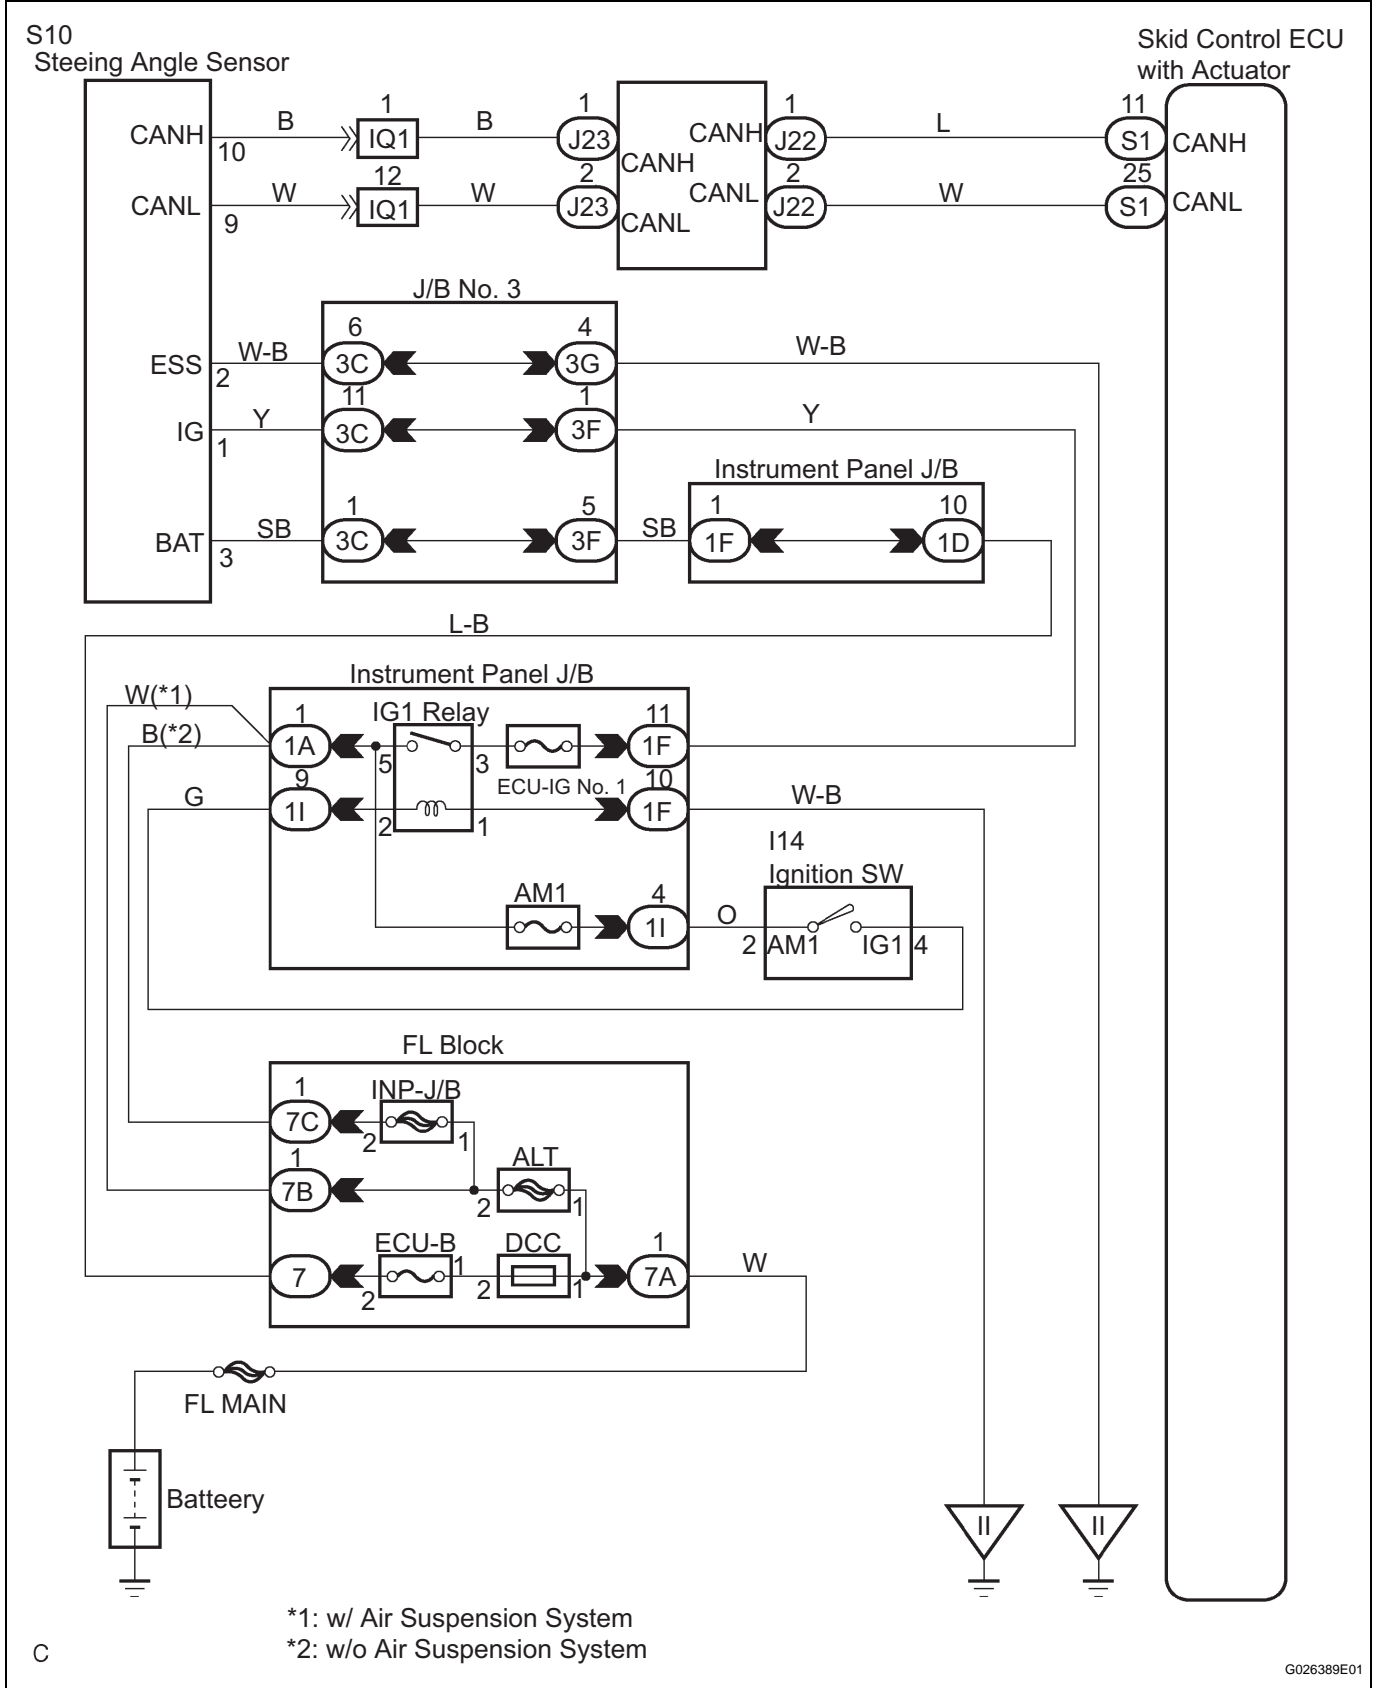 S10
Steeing Angle Sensor
Skid Control ECU
with Actuator
CANH
10
B
1
IQ1
B
1
J23
CANH
CANH
1
J22
L
11
S1
CANH
CANL
9
W
12
IQ1
W
2
J23
CANL
CANL
2
J22
W
25
S1
CANL
J/B No. 3
ESS
2
W-B
6
3C
4
3G
W-B
IG
1
Y
11
3C
1
3F
Y
Instrument Panel J/B
BAT
3
SB
1
3C
5
3F
SB
1
1F
10
1D
L-B
Instrument Panel J/B
W(*1)
B(*2)
1
1A
IG1 Relay
5
3
ECU-IG No. 1
11
1F
G
9
1I
2
1
10
1F
W-B
I14
Ignition SW
AM1
4
1I
O
2
AM1
IG1
4
FL Block
1
7C
INP-J/B
2
1
1
7B
ALT
2
1
7
ECU-B
2
1
DCC
2
1
1
7A
W
FL MAIN
Batteery
II
II
*1: w/ Air Suspension System
*2: w/o Air Suspension System
C
G026389E01